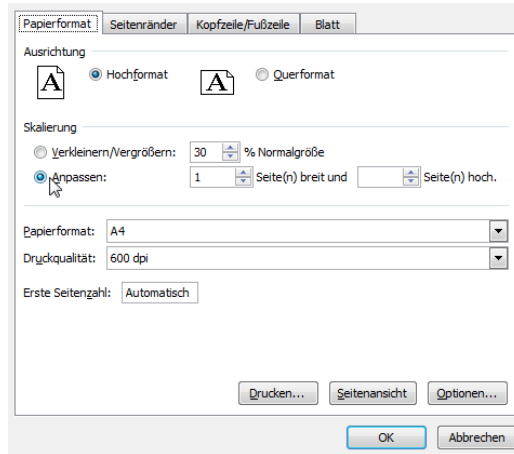 Papierformat Seitenränder Kopfzeile/Fußzeile Blatt
Ausrichtung
A Hochformat A Querformat
Skalierung
Verkleinern/Vergrößern: 30 % Normalgröße
Anpassen: 1 Seite(n) breit und Seite(n) hoch.
Papierformat: A4
Druckqualität: 600 dpi
Erste Seitenzahl: Automatisch
Drucken... Seitenansicht Optionen...
OK Abbrechen